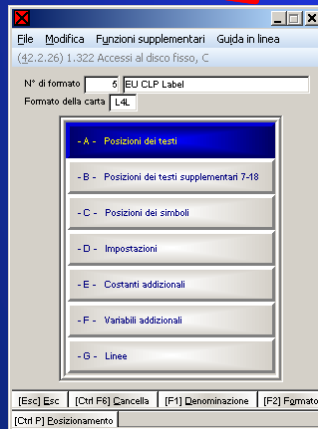 File Modifica Funzioni supplementari Guida in linea
(42.2.26) 1.322 Accessi al disco fisso, C
N° di formato 5 EU CLP Label
Formato della carta L4L
- A - Posizioni dei testi
- B - Posizioni dei testi supplementari 7-18
- C - Posizioni dei simboli
- D - Impostazioni
- E - Costanti addizionali
- F - Variabili addizionali
- G - Linee
[Esc] Esc [Ctrl F6] Cancella [F1] Denominazione [F2] Formato
[Ctrl P] Posizionamento